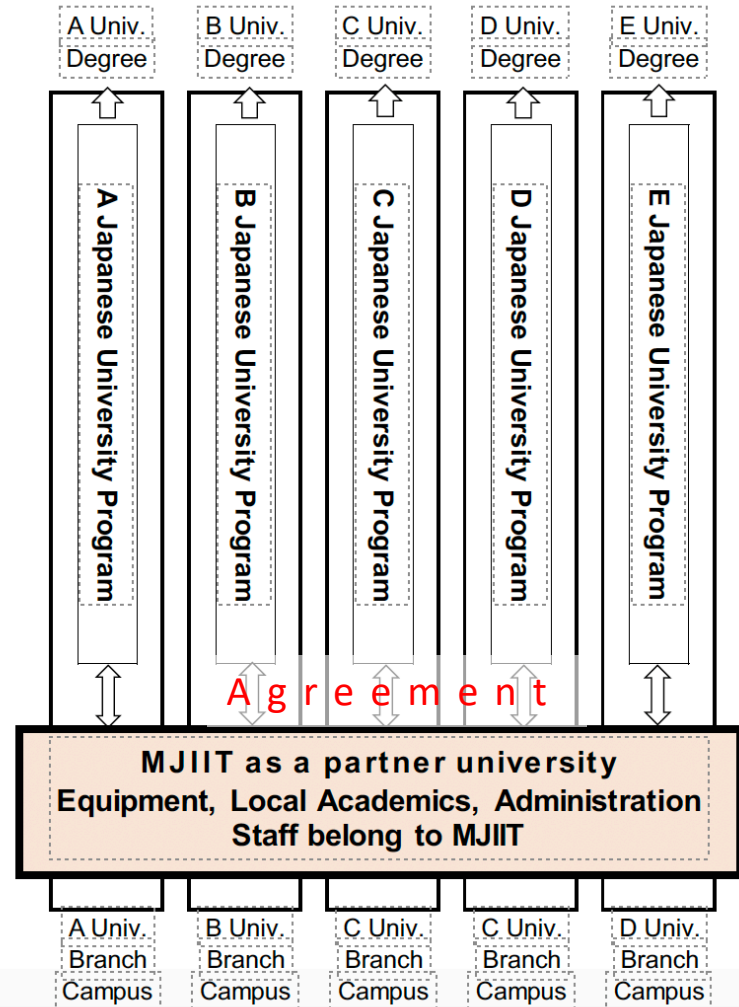 A Univ.
Degree
B Univ.
Degree
C Univ.
Degree
D Univ.
Degree
E Univ.
Degree
A Japanese University Program
B Japanese University Program
C Japanese University Program
D Japanese University Program
E Japanese University Program
Agreement
MJIIT as a partner university
Equipment, Local Academics, Administration
Staff belong to MJIIT
A Univ.
Branch
Campus
B Univ.
Branch
Campus
C Univ.
Branch
Campus
C Univ.
Branch
Campus
D Univ.
Branch
Campus